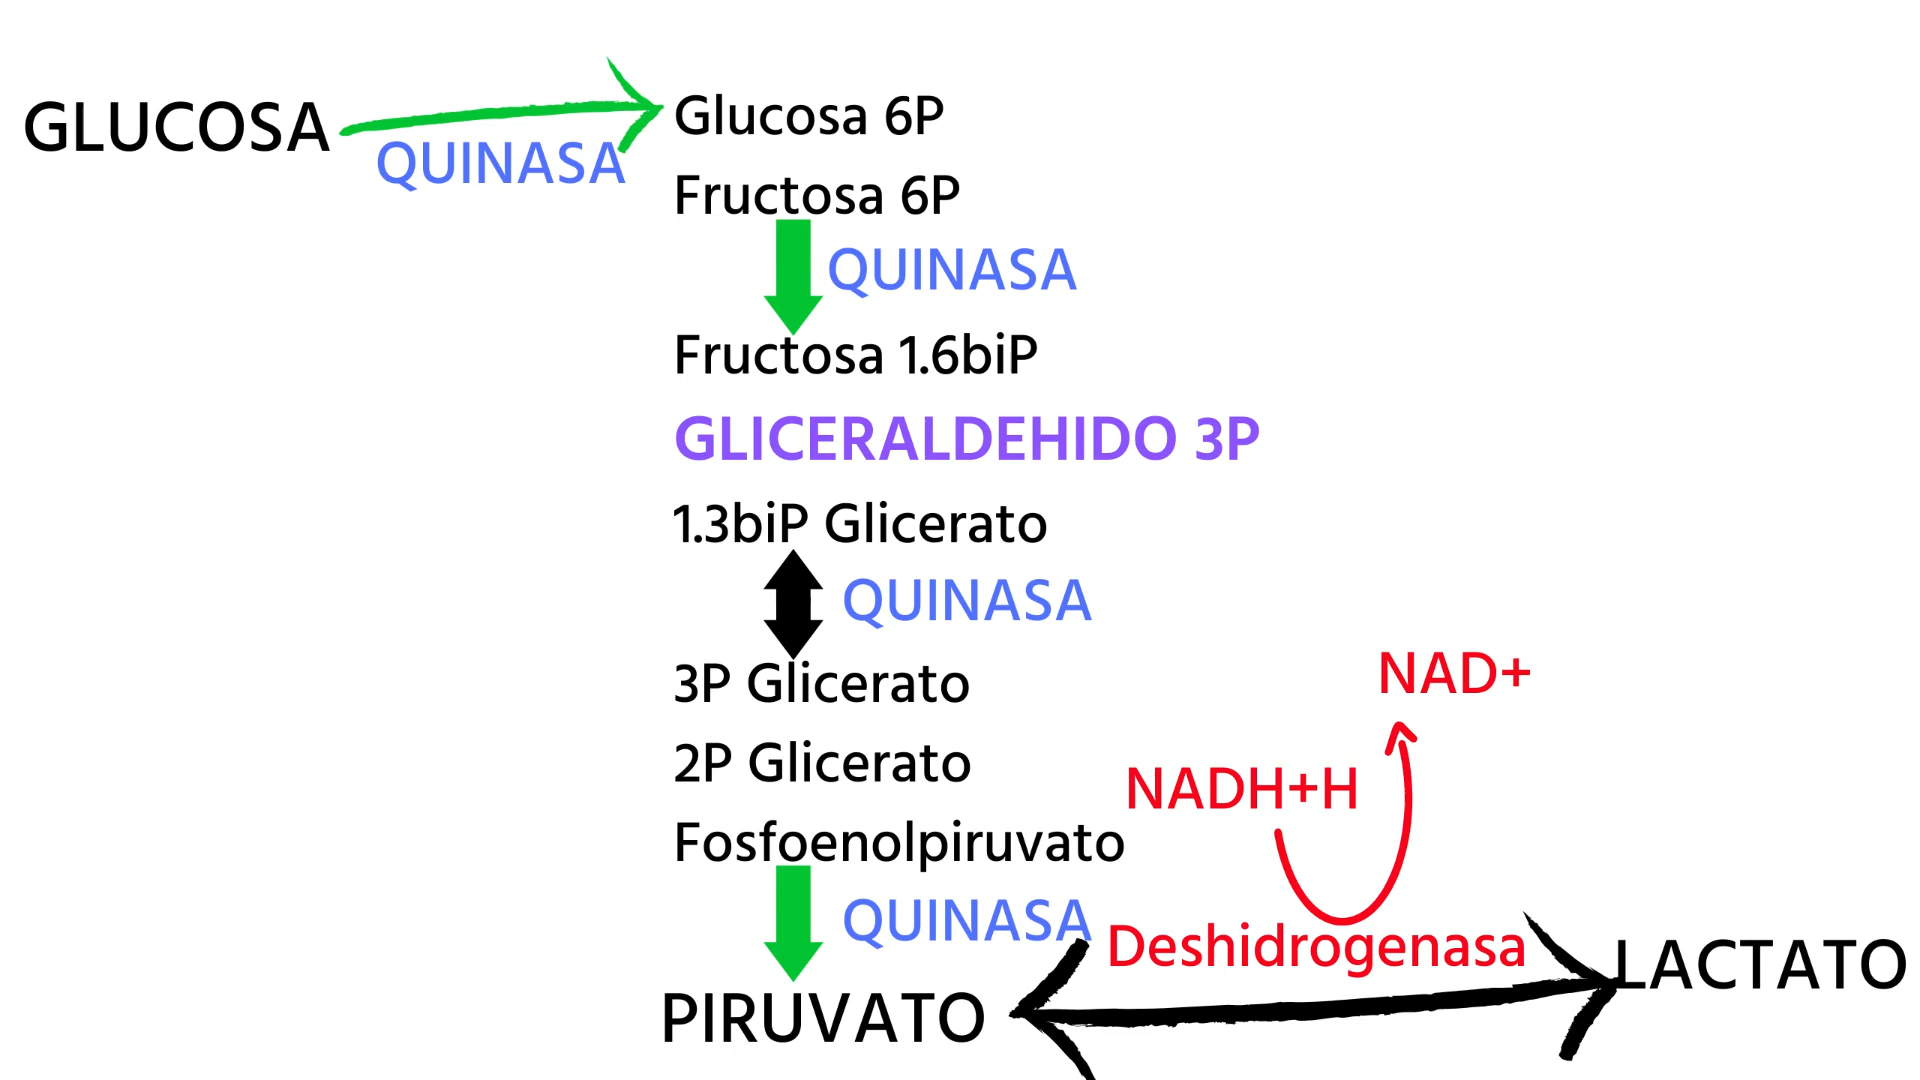 GLUCOSA
QUINASA
Glucosa 6P
Fructosa 6P
QUINASA
Fructosa 1.6biP
GLICERALDEHIDO 3P
1.3biP Glicerato
QUINASA
3P Glicerato
2P Glicerato
Fosfoenolpiruvato
QUINASA
PIRUVATO
NADH+H
NAD+
Deshidrogenasa
LACTATO